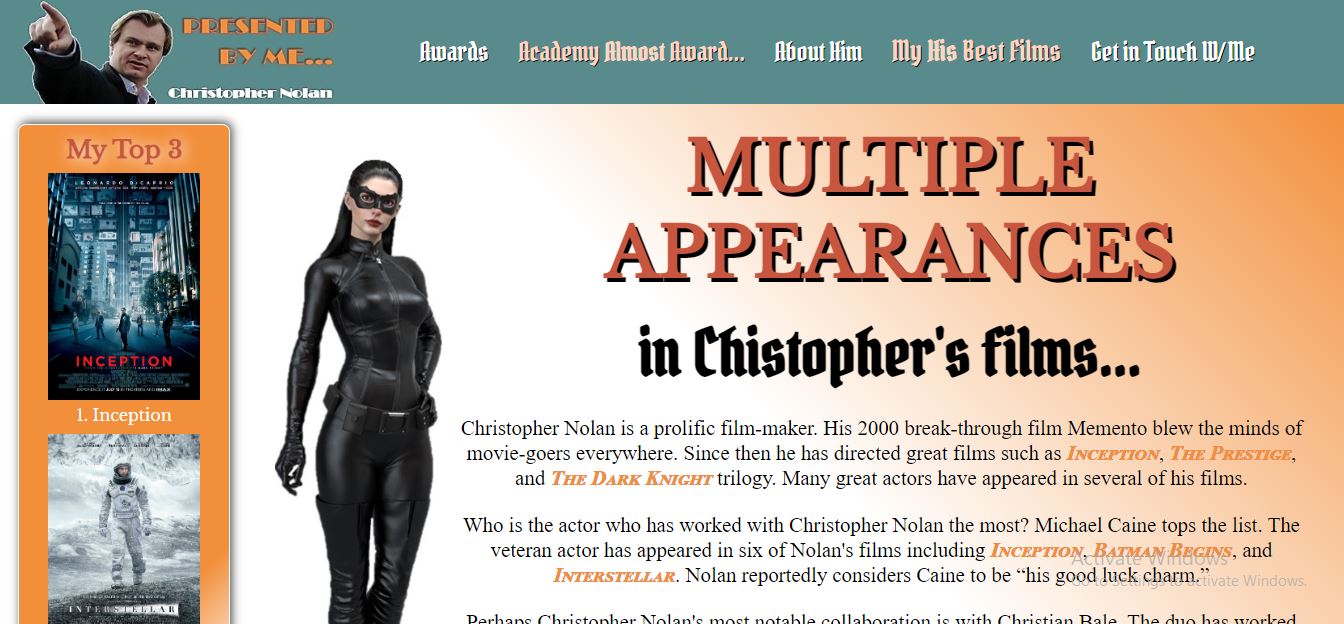 PRESENTED
BY ME...
Christopher Nolan
Awards
Academy Almost Award...
About Him
My His Best Films
Get in Touch W/Me
My Top 3
LEONARDO DiCAPRIO
INCEPTION
1. Inception
INTERSTELLAR
MULTIPLE
APPEARANCES
in Chistopher's films...
Christopher Nolan is a prolific film-maker. His 2000 break-through film Memento blew the minds of
movie-goers everywhere. Since then he has directed great films such as Inception, The Prestige,
and The Dark Knight trilogy. Many great actors have appeared in several of his films.
Who is the actor who has worked with Christopher Nolan the most? Michael Caine tops the list. The
veteran actor has appeared in six of Nolan's films including Inception, Batman Begins, and
Interstellar. Nolan reportedly considers Caine to be “his good luck charm.”
Activate Windows
Go to Settings to activate Windows.
Perhaps Christopher Nolan's most notable collaboration is with Christian Bale. The duo has worked